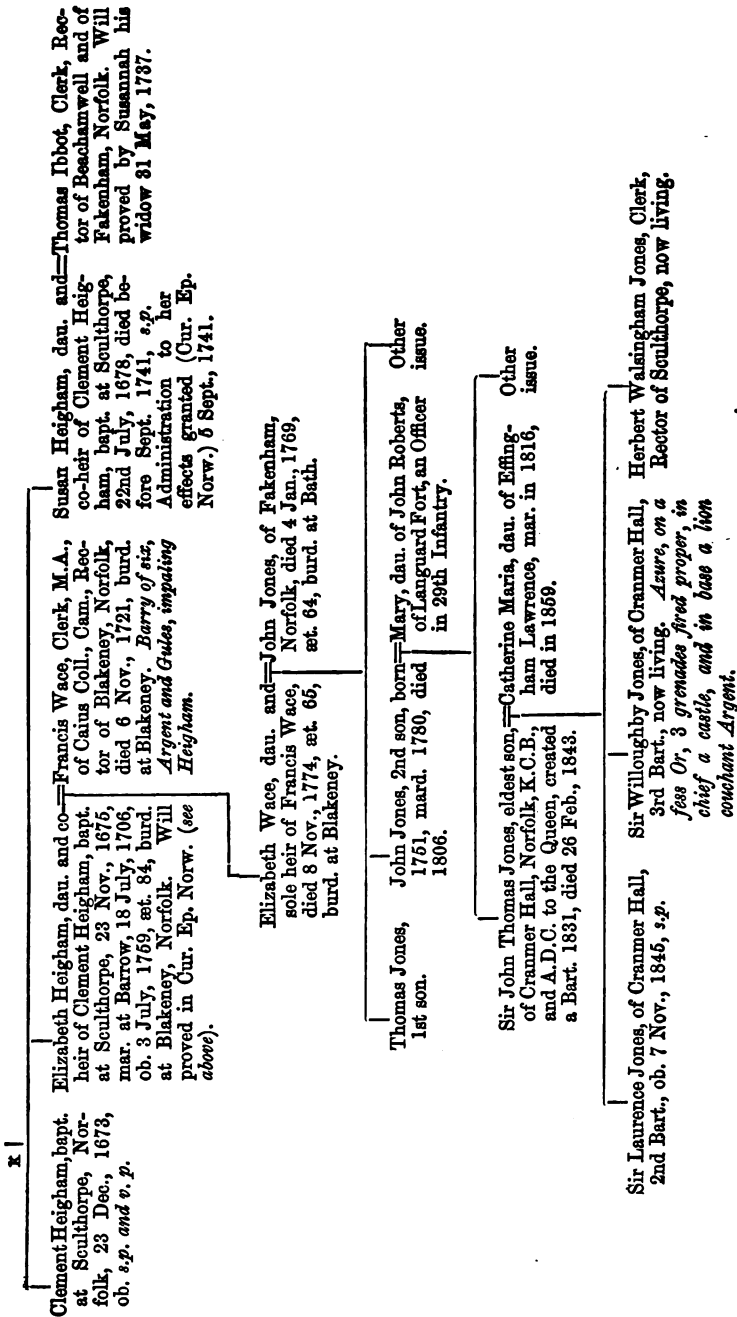 x
Clement Heigham, bapt.
at Sculthorpe, Nor-
folk, 23 Dec., 1673,
ob. s.p. and v. p.
Elizabeth Heigham, dau. and co-
heir of Clement Heigham, bapt.
at Sculthorpe, 23 Nov., 1675,
mar. at Barrow, 18 July, 1706,
ob. 3 July, 1759, æt. 84, burd.
at Blakeney, Norfolk. Will
proved in Cur. Ep. Norw. (see
above).
=Francis Wace, Clerk, M.A.,
of Caius Coll., Cam., Rec-
tor of Blakeney, Norfolk,
died 6 Nov., 1721, burd.
at Blakeney. Barry of six,
Argent and Gules, impaling
Heigham.
Susan Heigham, dau. and
co-heir of Clement Heig-
ham, bapt. at Sculthorpe,
22nd July, 1678, died be-
fore Sept. 1741, s.p.
Administration to her
effects granted (Cur. Ep.
Norw.) 5 Sept., 1741.
=Thomas Ibbot, Clerk, Rec-
tor of Beachamwell and of
Fakenham, Norfolk. Will
proved by Susannah his
widow 31 May, 1737.
Elizabeth Wace, dau. and
sole heir of Francis Wace,
died 8 Nov., 1774, æt. 65,
burd. at Blakeney.
=John Jones, of Fakenham,
Norfolk, died 4 Jan., 1769,
æt. 64, burd. at Bath.
Thomas Jones,
1st son.
John Jones, 2nd son, born
1751, mard. 1780, died
1806.
=Mary, dau. of John Roberts,
of Languard Fort, an Officer
in 29th Infantry.
Other
issue.
Sir John Thomas Jones, eldest son,
of Cranmer Hall, Norfolk, K.C.B.,
and A.D.C. to the Queen, created
a Bart. 1831, died 26 Feb., 1843.
=Catherine Maria, dau. of Effing-
ham Lawrence, mar. in 1816,
died in 1859.
Other
issue.
Sir Laurence Jones, of Cranmer Hall,
2nd Bart., ob. 7 Nov., 1845, s.p.
Sir Willoughby Jones, of Cranmer Hall,
3rd Bart., now living. Azure, on a
fess Or, 3 grenades fired proper, in
chief a castle, and in base a lion
couchant Argent.
Herbert Walsingham Jones, Clerk,
Rector of Sculthorpe, now living.